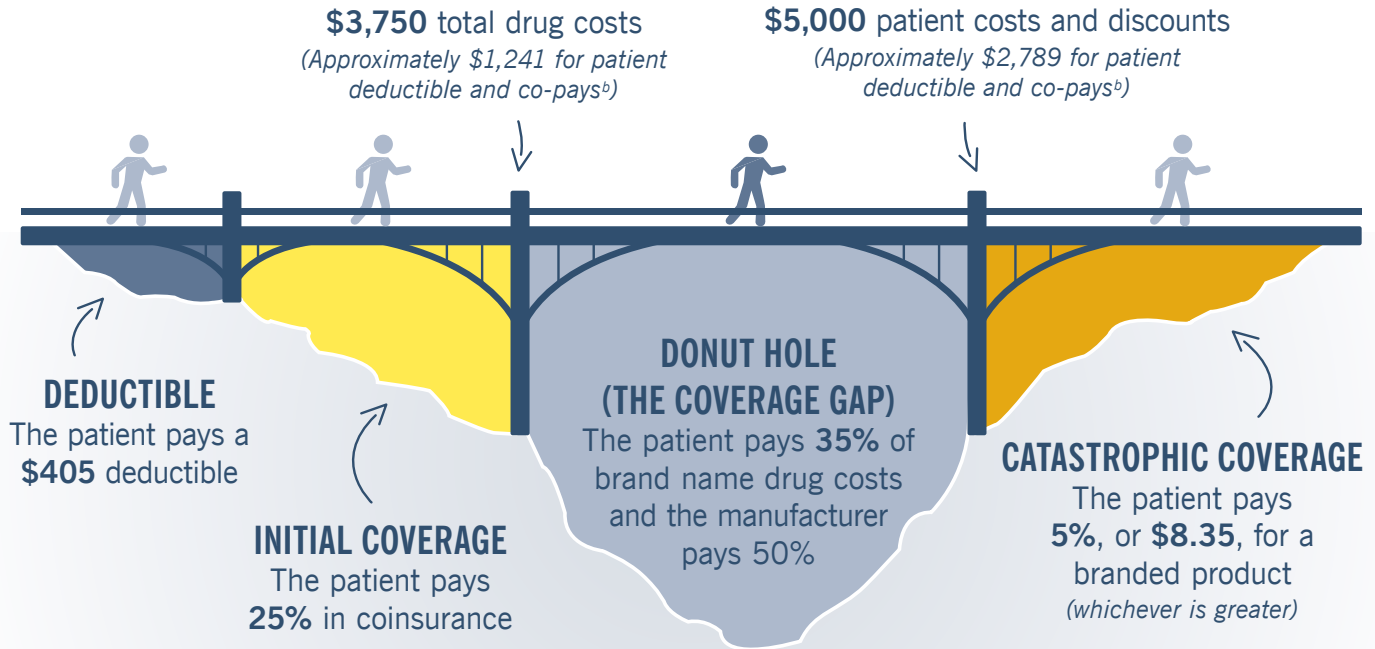 $3,750 total drug costs
(Approximately $1,241 for patient
deductible and co-paysᵇ)
$5,000 patient costs and discounts
(Approximately $2,789 for patient
deductible and co-paysᵇ)
DEDUCTIBLE
The patient pays a
$405 deductible
INITIAL COVERAGE
The patient pays
25% in coinsurance
DONUT HOLE
(THE COVERAGE GAP)
The patient pays 35% of
brand name drug costs
and the manufacturer
pays 50%
CATASTROPHIC COVERAGE
The patient pays
5%, or $8.35, for a
branded product
(whichever is greater)